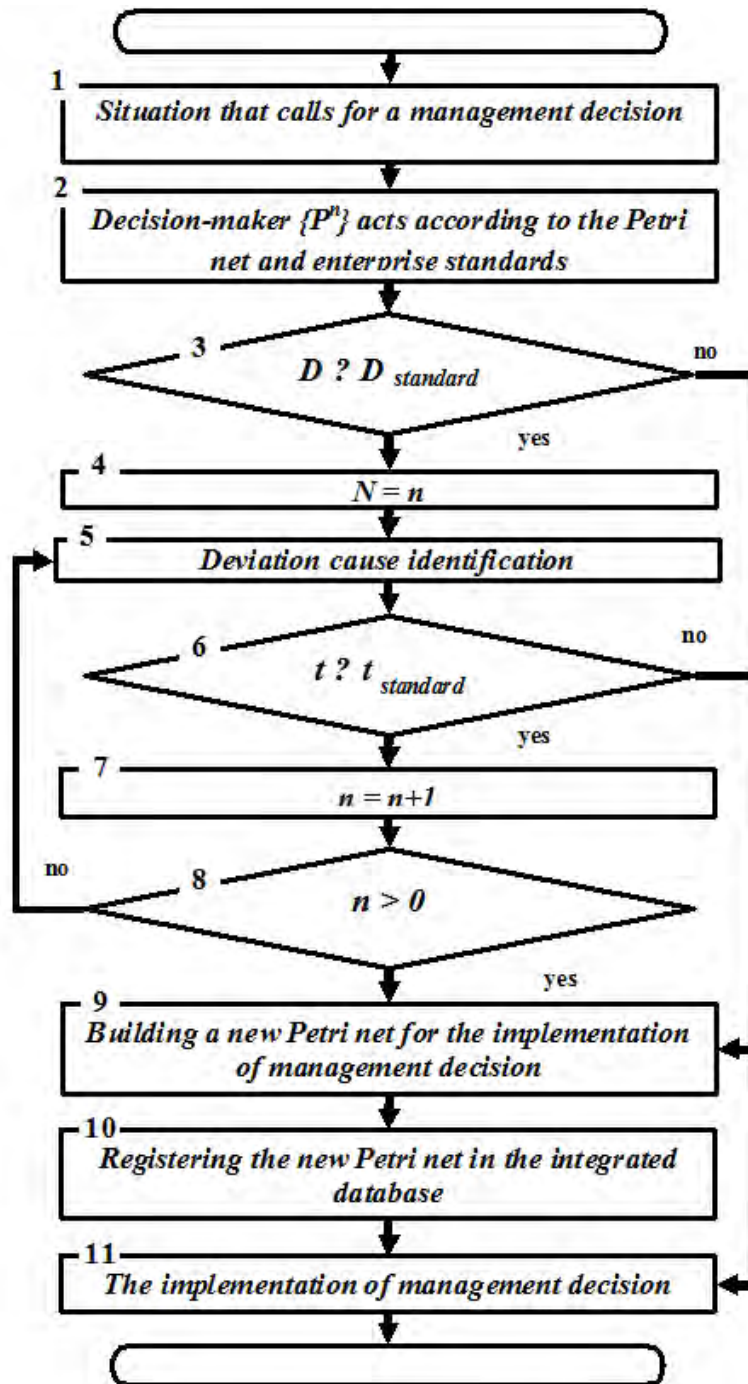 1
Situation that calls for a management decision
2
Decision-maker {Pⁿ} acts according to the Petri
net and enterprise standards
3
no
D ? D standard
yes
4
N = n
5
Deviation cause identification
6
no
t ? t standard
yes
7
n = n+1
no
8
n > 0
yes
9
Building a new Petri net for the implementation
of management decision
10
Registering the new Petri net in the integrated
database
11
The implementation of management decision